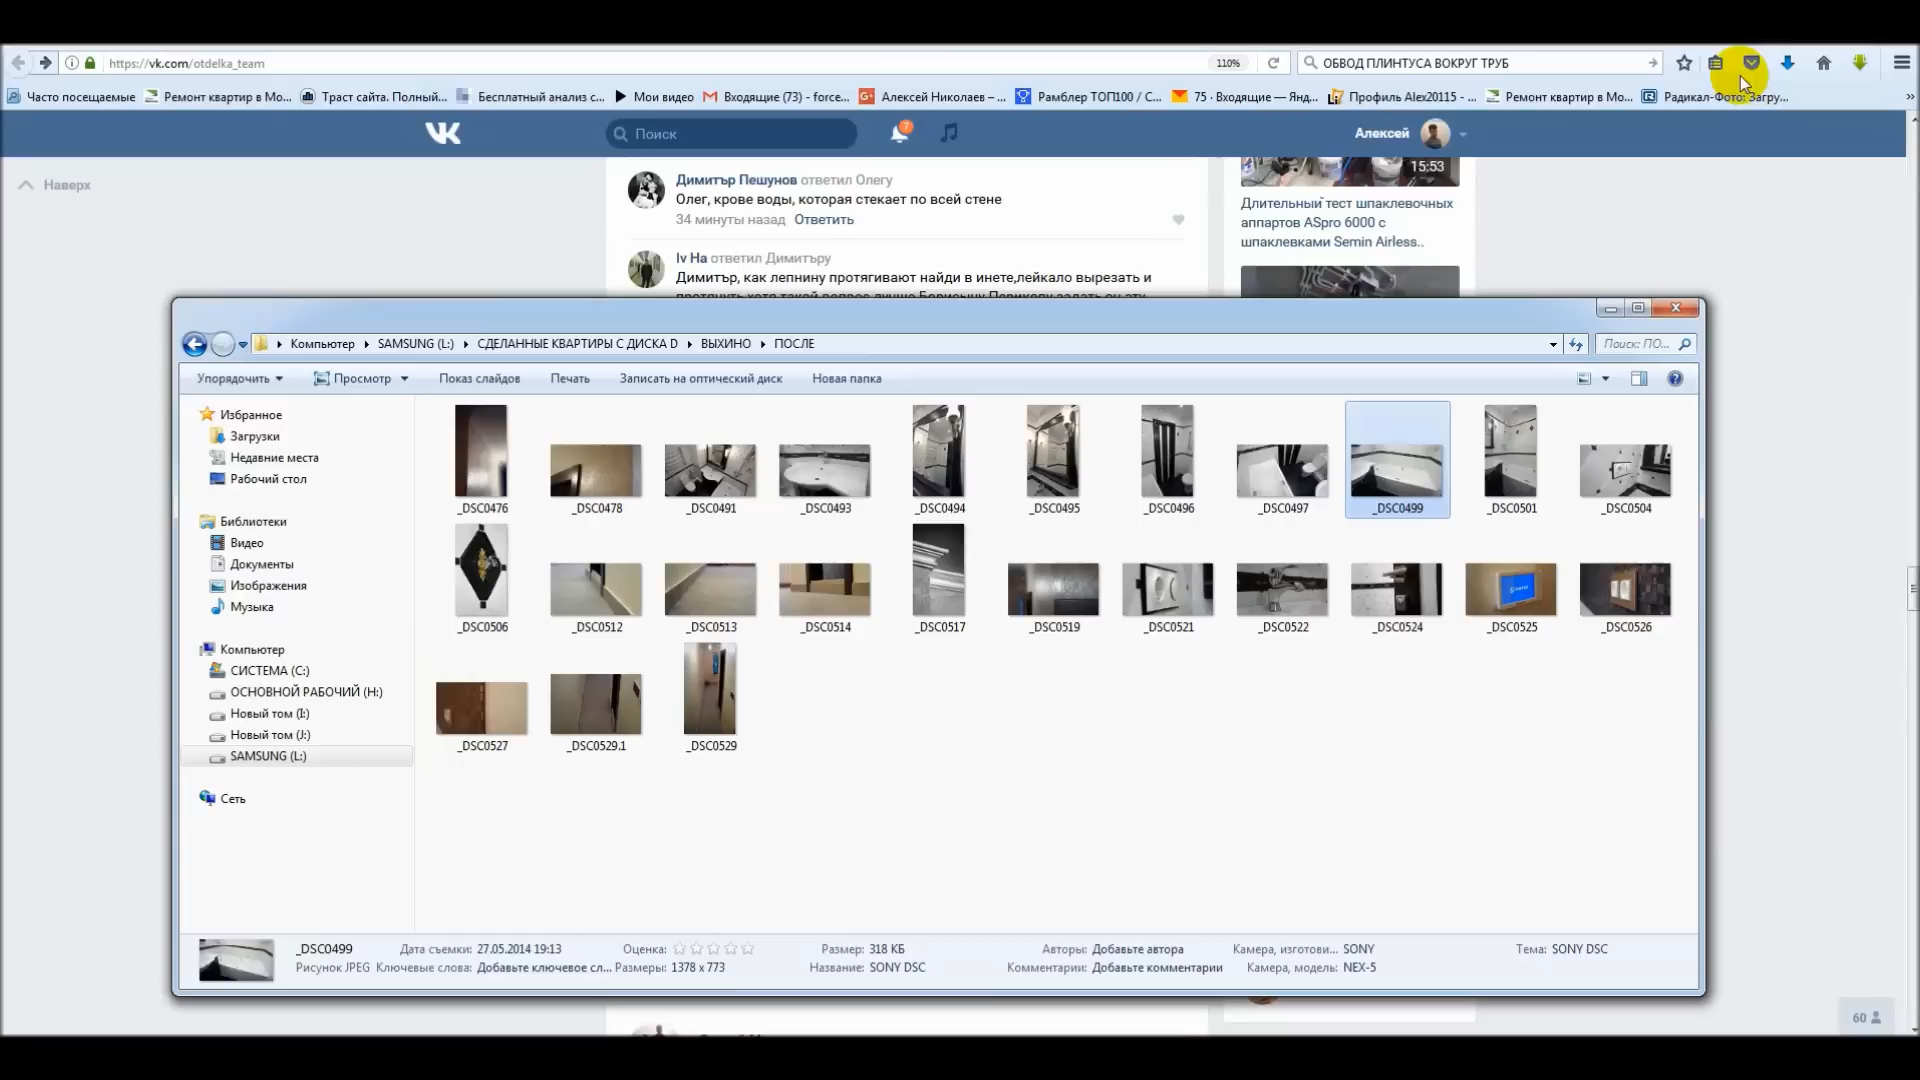 https://vk.com/otdelka_team
110%
ОБВОД ПЛИНТУСА ВОКРУГ ТРУБ
Часто посещаемые
Ремонт квартир в Мо...
Траст сайта. Полный...
Бесплатный анализ с...
Мои видео
Входящие (73) - force...
Алексей Николаев – ...
Рамблер ТОП100 / С...
75 · Входящие — Янд...
Профиль Alex20115 - ...
Ремонт квартир в Мо...
Радикал-Фото: Загру...
Поиск
7
Алексей
Наверх
Димитър Пешунов ответил Олегу
Олег, крове воды, которая стекает по всей стене
34 минуты назад Ответить
Iv Ha ответил Димитъру
Димитър, как лепнину протягивают найди в инете,лейкало вырезать и
15:53
Длительный тест шпаклевочных
аппартов ASpro 6000 с
шпаклевками Semin Airless..
Компьютер
SAMSUNG (L:)
СДЕЛАННЫЕ КВАРТИРЫ С ДИСКА D
ВЫХИНО
ПОСЛЕ
Поиск: ПО...
Упорядочить
Просмотр
Показ слайдов
Печать
Записать на оптический диск
Новая папка
Избранное
Загрузки
Недавние места
Рабочий стол
Библиотеки
Видео
Документы
Изображения
Музыка
Компьютер
СИСТЕМА (C:)
ОСНОВНОЙ РАБОЧИЙ (H:)
Новый том (I:)
Новый том (J:)
SAMSUNG (L:)
Сеть
_DSC0476
_DSC0478
_DSC0491
_DSC0493
_DSC0494
_DSC0495
_DSC0496
_DSC0497
_DSC0499
_DSC0501
_DSC0504
_DSC0506
_DSC0512
_DSC0513
_DSC0514
_DSC0517
_DSC0519
_DSC0521
_DSC0522
_DSC0524
_DSC0525
_DSC0526
_DSC0527
_DSC0529.1
_DSC0529
_DSC0499
Рисунок JPEG
Дата съемки: 27.05.2014 19:13
Ключевые слова: Добавьте ключевое сл...
Оценка:
Размеры: 1378 x 773
Размер: 318 КБ
Название: SONY DSC
Авторы: Добавьте автора
Комментарии: Добавьте комментарии
Камера, изготови... SONY
Камера, модель: NEX-5
Тема: SONY DSC
60